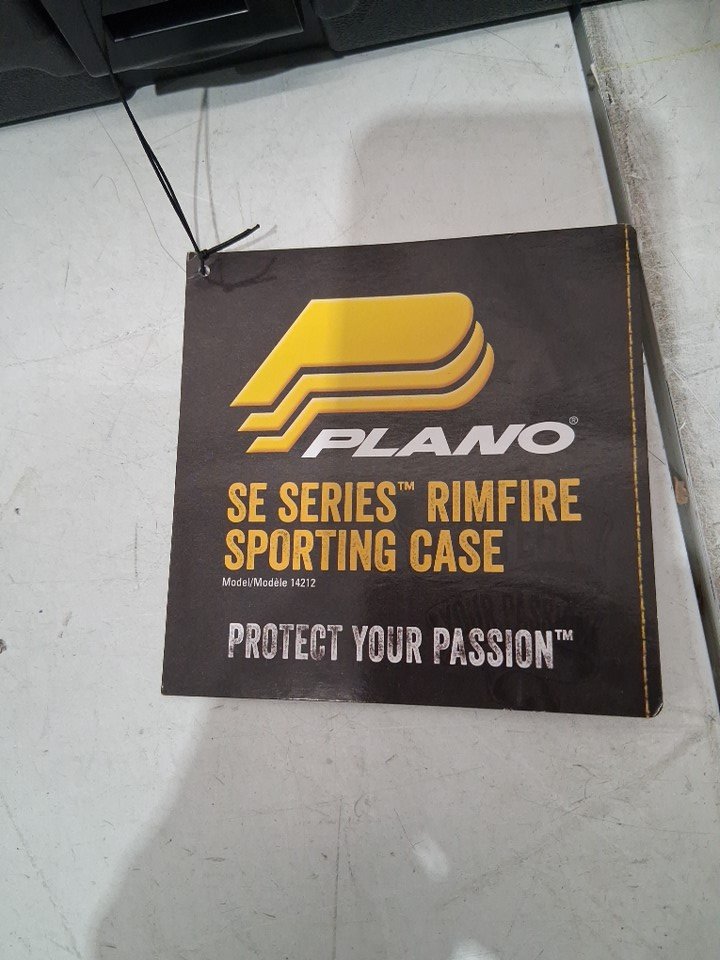 PLANO®
SE SERIES™ RIMFIRE
SPORTING CASE
Model/Modèle 14212
PROTECT YOUR PASSION™